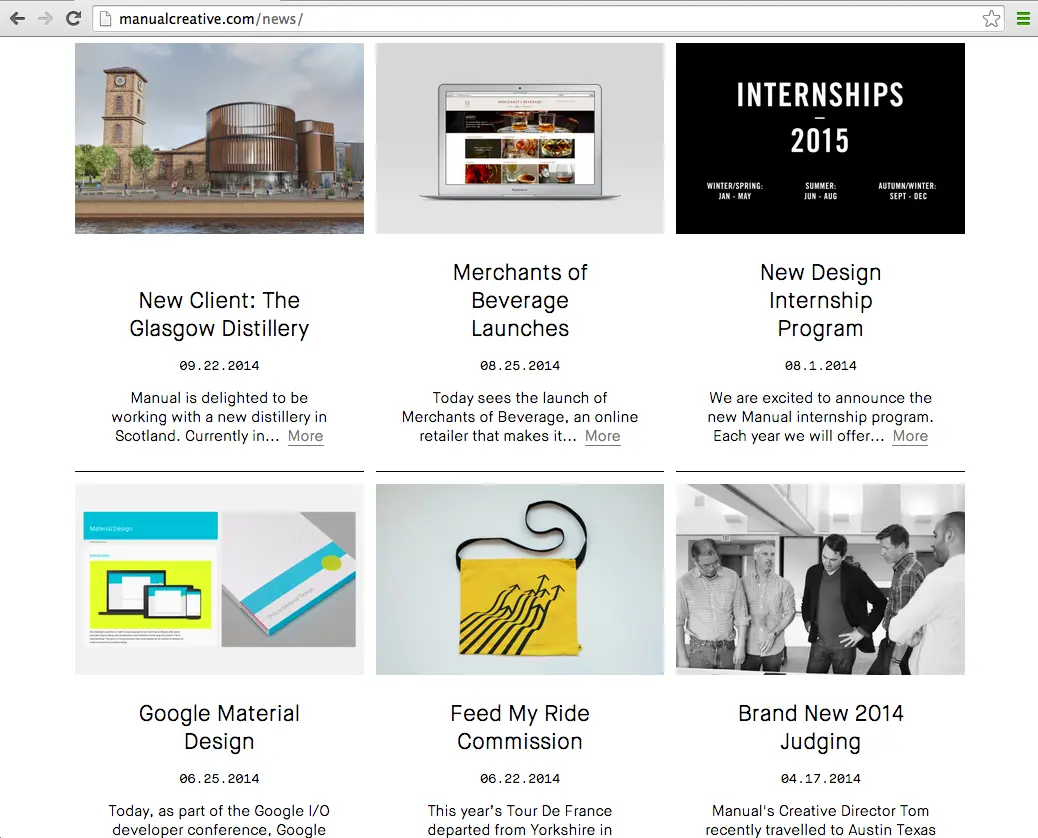 manualcreative.com/news/
MERCHANTS of BEVERAGE
INTERNSHIPS
–
2015
WINTER/SPRING:
JAN - MAY
SUMMER:
JUN - AUG
AUTUMN/WINTER:
SEPT - DEC
New Client: The
Glasgow Distillery
09.22.2014
Manual is delighted to be
working with a new distillery in
Scotland. Currently in... More
Merchants of
Beverage
Launches
08.25.2014
Today sees the launch of
Merchants of Beverage, an online
retailer that makes it... More
New Design
Internship
Program
08.1.2014
We are excited to announce the
new Manual internship program.
Each year we will offer... More
Material Design
This is Material Design
Google Material
Design
06.25.2014
Today, as part of the Google I/O
developer conference, Google
Feed My Ride
Commission
06.22.2014
This year's Tour De France
departed from Yorkshire in
Brand New 2014
Judging
04.17.2014
Manual's Creative Director Tom
recently travelled to Austin Texas